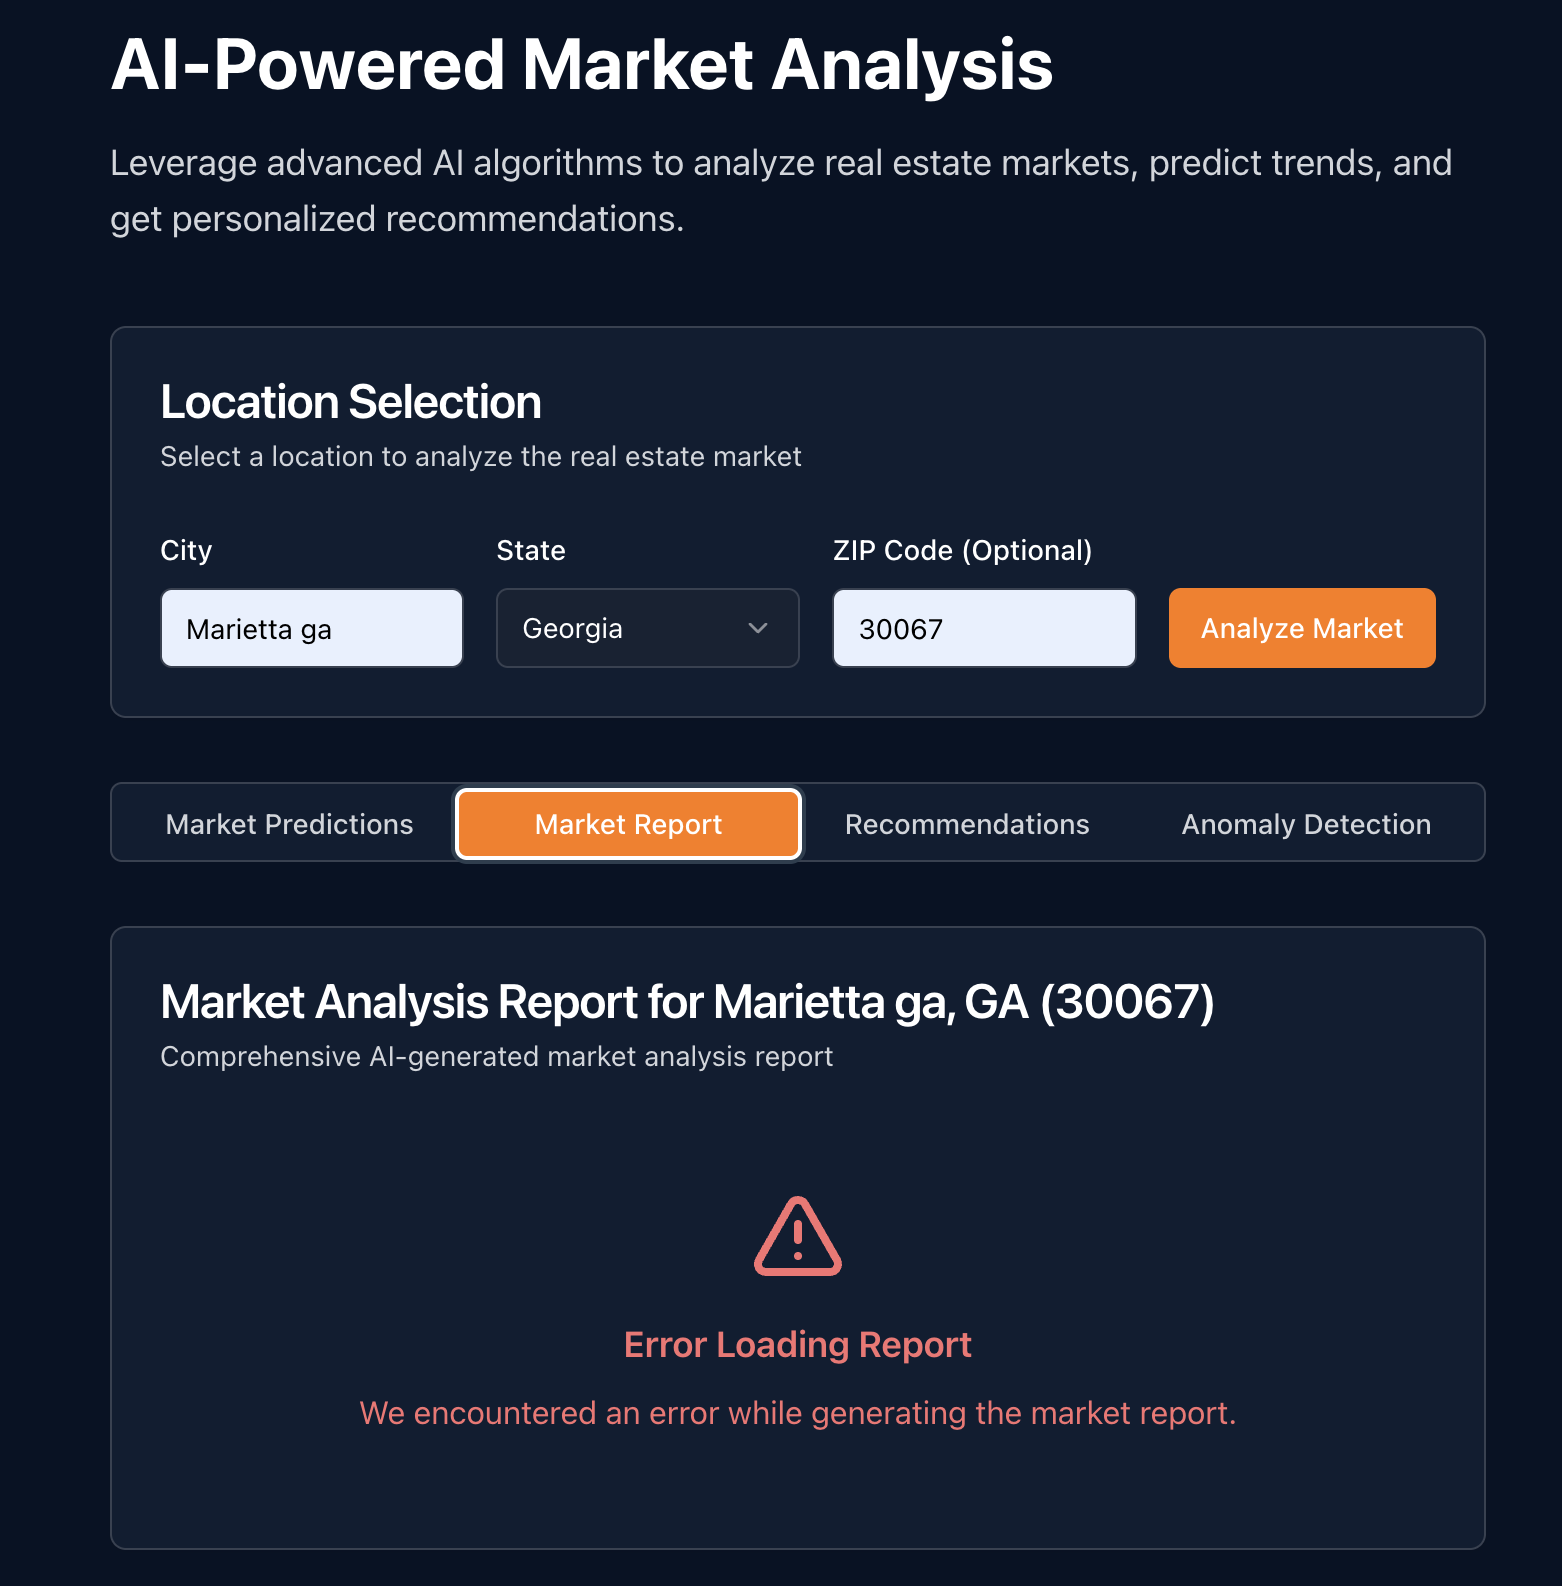 AI-Powered Market Analysis
Leverage advanced AI algorithms to analyze real estate markets, predict trends, and
get personalized recommendations.
Location Selection
Select a location to analyze the real estate market
City
State
ZIP Code (Optional)
Marietta ga
Georgia
30067
Analyze Market
Market Predictions
Market Report
Recommendations
Anomaly Detection
Market Analysis Report for Marietta ga, GA (30067)
Comprehensive AI-generated market analysis report
Error Loading Report
We encountered an error while generating the market report.